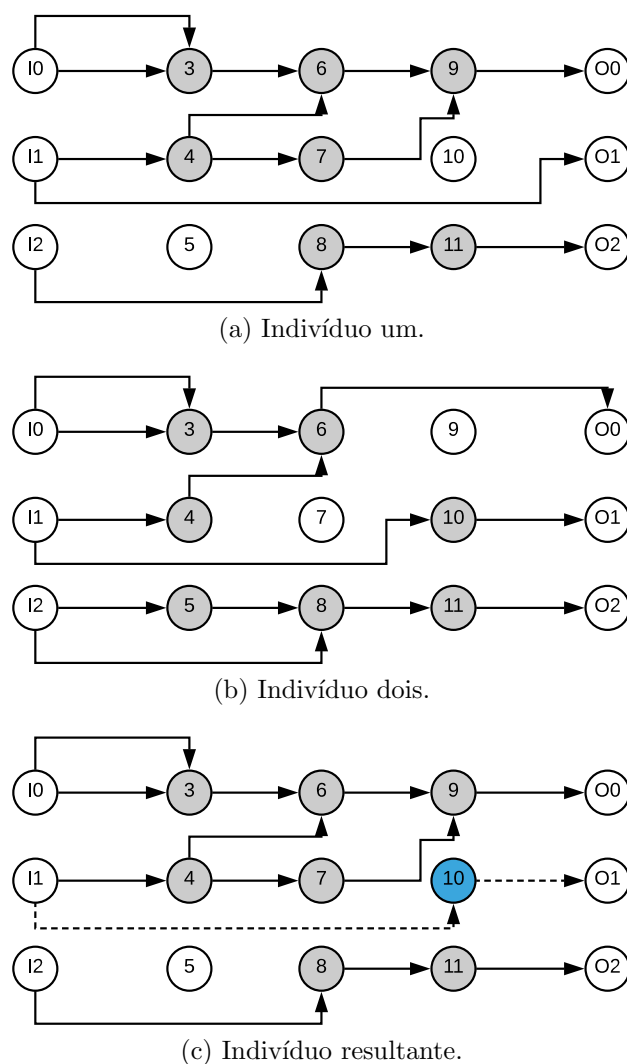 I0 3 6 9 O0
I1 4 7 10 O1
I2 5 8 11 O2
(a) Indivíduo um.
I0 3 6 9 O0
I1 4 7 10 O1
I2 5 8 11 O2
(b) Indivíduo dois.
I0 3 6 9 O0
I1 4 7 10 O1
I2 5 8 11 O2
(c) Indivíduo resultante.